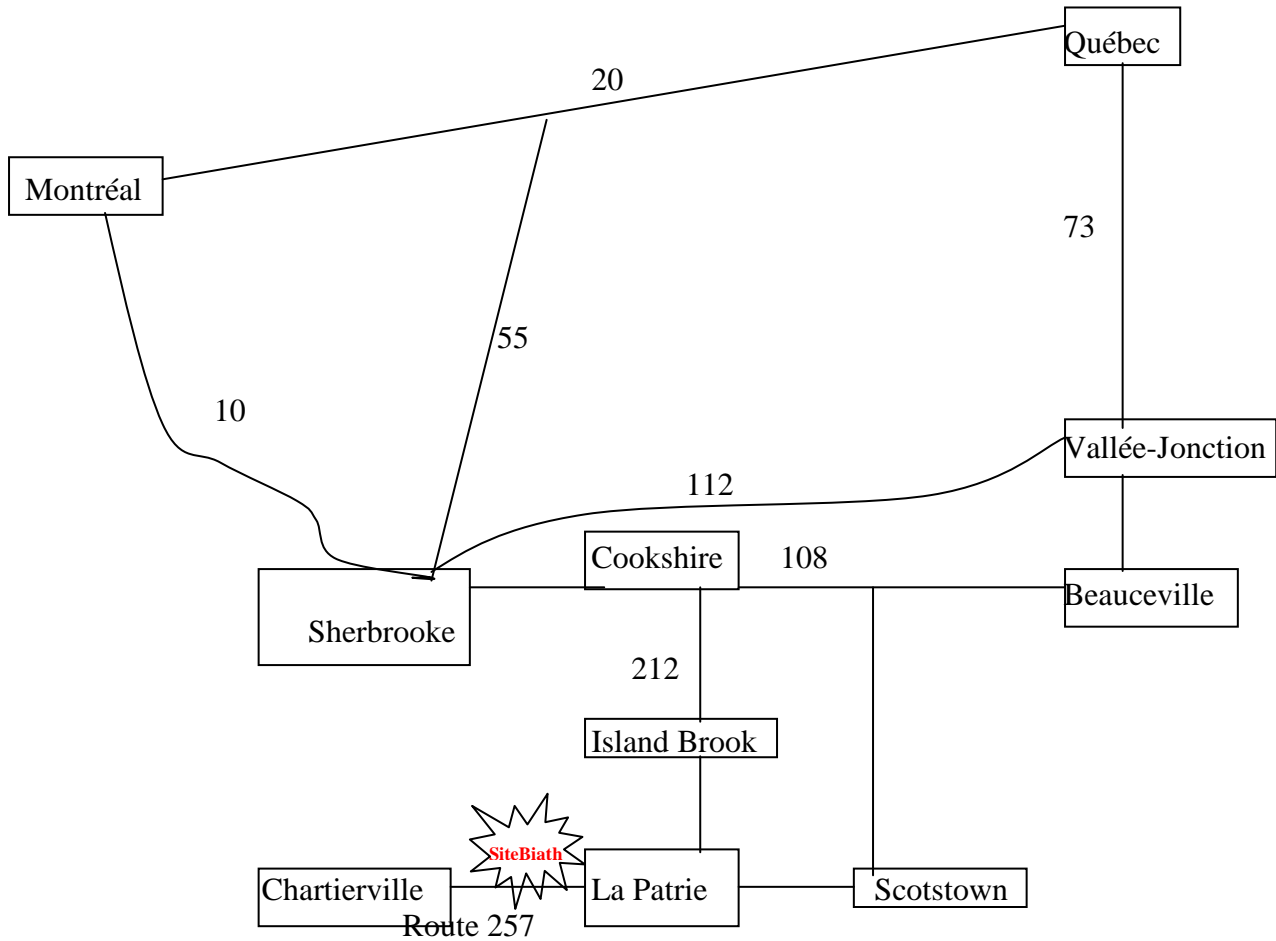 Québec
20
Montréal
73
55
10
Vallée-Jonction
112
Cookshire
108
Beauceville
Sherbrooke
212
Island Brook
SiteBiath
Chartierville
La Patrie
Scotstown
Route 257